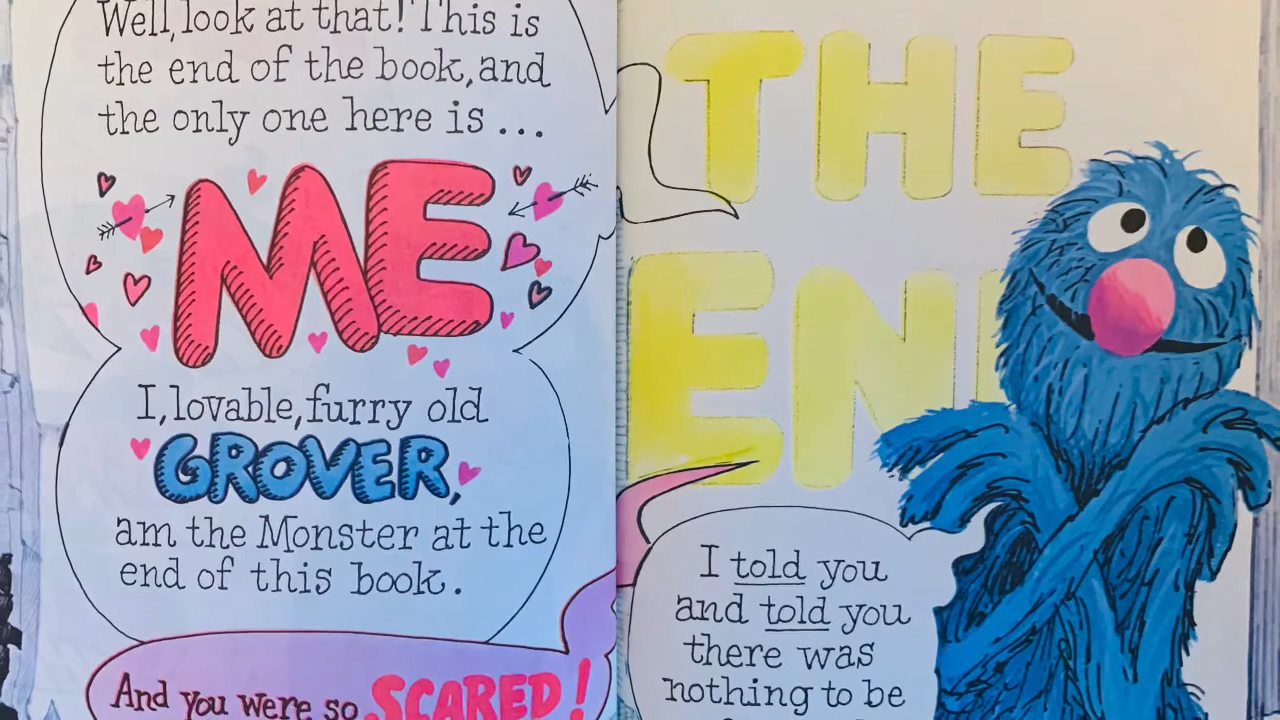 Well, look at that! This is
the end of the book, and
the only one here is ...
ME
I, lovable, furry old
GROVER,
am the Monster at the
end of this book.
And you were so SCARED!
THE
EN
I told you
and told you
there was
nothing to be